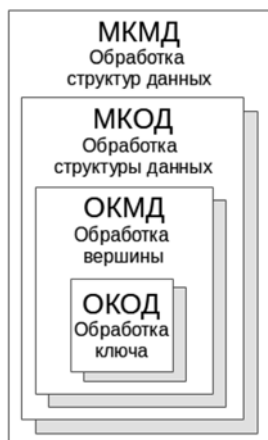 МКМД
Обработка
структур данных
МКОД
Обработка
структуры данных
ОКМД
Обработка
вершины
ОКОД
Обработка
ключа